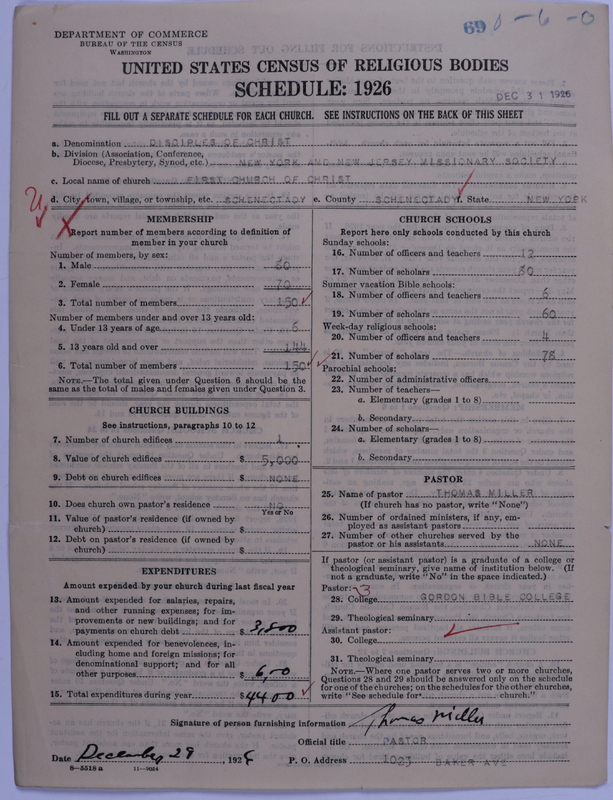 DEPARTMENT OF COMMERCE
BUREAU OF THE CENSUS
WASHINGTON
69 0-6-0
UNITED STATES CENSUS OF RELIGIOUS BODIES
SCHEDULE: 1926
DEC 31 1926
FILL OUT A SEPARATE SCHEDULE FOR EACH CHURCH. SEE INSTRUCTIONS ON THE BACK OF THIS SHEET
a. Denomination DISCIPLES OF CHRIST
b. Division (Association, Conference,
Diocese, Presbytery, Synod, etc.) NEW YORK AND NEW JERSEY MISSIONARY SOCIETY
c. Local name of church FIRST CHURCH OF CHRIST
d. City, town, village, or township, etc. SCHENECTADY e. County SCHENECTADY f. State NEW YORK
MEMBERSHIP
Report number of members according to definition of
member in your church
Number of members, by sex:
1. Male 80
2. Female 70
3. Total number of members 150
Number of members under and over 13 years old:
4. Under 13 years of age 6
5. 13 years old and over 144
6. Total number of members 150
NOTE.—The total given under Question 6 should be
same as the total of males and females given under Question 3.
CHURCH BUILDINGS
See instructions, paragraphs 10 to 12
7. Number of church edifices 1
8. Value of church edifices $ 5,000
9. Debt on church edifices $ NONE
10. Does church own pastor's residence NO
Yes or No
11. Value of pastor's residence (if owned by
church) $
12. Debt on pastor's residence (if owned by
church) $
EXPENDITURES
Amount expended by your church during last fiscal year
13. Amount expended for salaries, repairs,
and other running expenses; for im-
provements or new buildings; and for
payments on church debt $ 3,800
14. Amount expended for benevolences, in-
cluding home and foreign missions; for
denominational support; and for all
other purposes $ 600
15. Total expenditures during year $ 4400
CHURCH SCHOOLS
Report here only schools conducted by this church
Sunday schools:
16. Number of officers and teachers 12
17. Number of scholars 80
Summer vacation Bible schools:
18. Number of officers and teachers 6
19. Number of scholars 60
Week-day religious schools:
20. Number of officers and teachers 4
21. Number of scholars 78
Parochial schools:
22. Number of administrative officers
23. Number of teachers—
a. Elementary (grades 1 to 8)
b. Secondary
24. Number of scholars—
a. Elementary (grades 1 to 8)
b. Secondary
PASTOR
25. Name of pastor THOMAS MILLER
(If church has no pastor, write "None")
26. Number of ordained ministers, if any, em-
ployed as assistant pastors
27. Number of other churches served by the
pastor or his assistants NONE
If pastor (or assistant pastor) is a graduate of a college or
theological seminary, give name of institution below. (If
not a graduate, write "No" in the space indicated.)
Pastor: 3
28. College GORDON BIBLE COLLEGE
29. Theological seminary
Assistant pastor:
30. College
31. Theological seminary
NOTE.—Where one pastor serves two or more churches,
Questions 28 and 29 should be answered only on the schedule
for one of the churches; on the schedules for the other churches,
write "See schedule for church."
Signature of person furnishing information Thomas Miller
Official title PASTOR
Date December 29, 1926 P. O. Address 1023 BAKER AVE
8—5518 a 11—9034